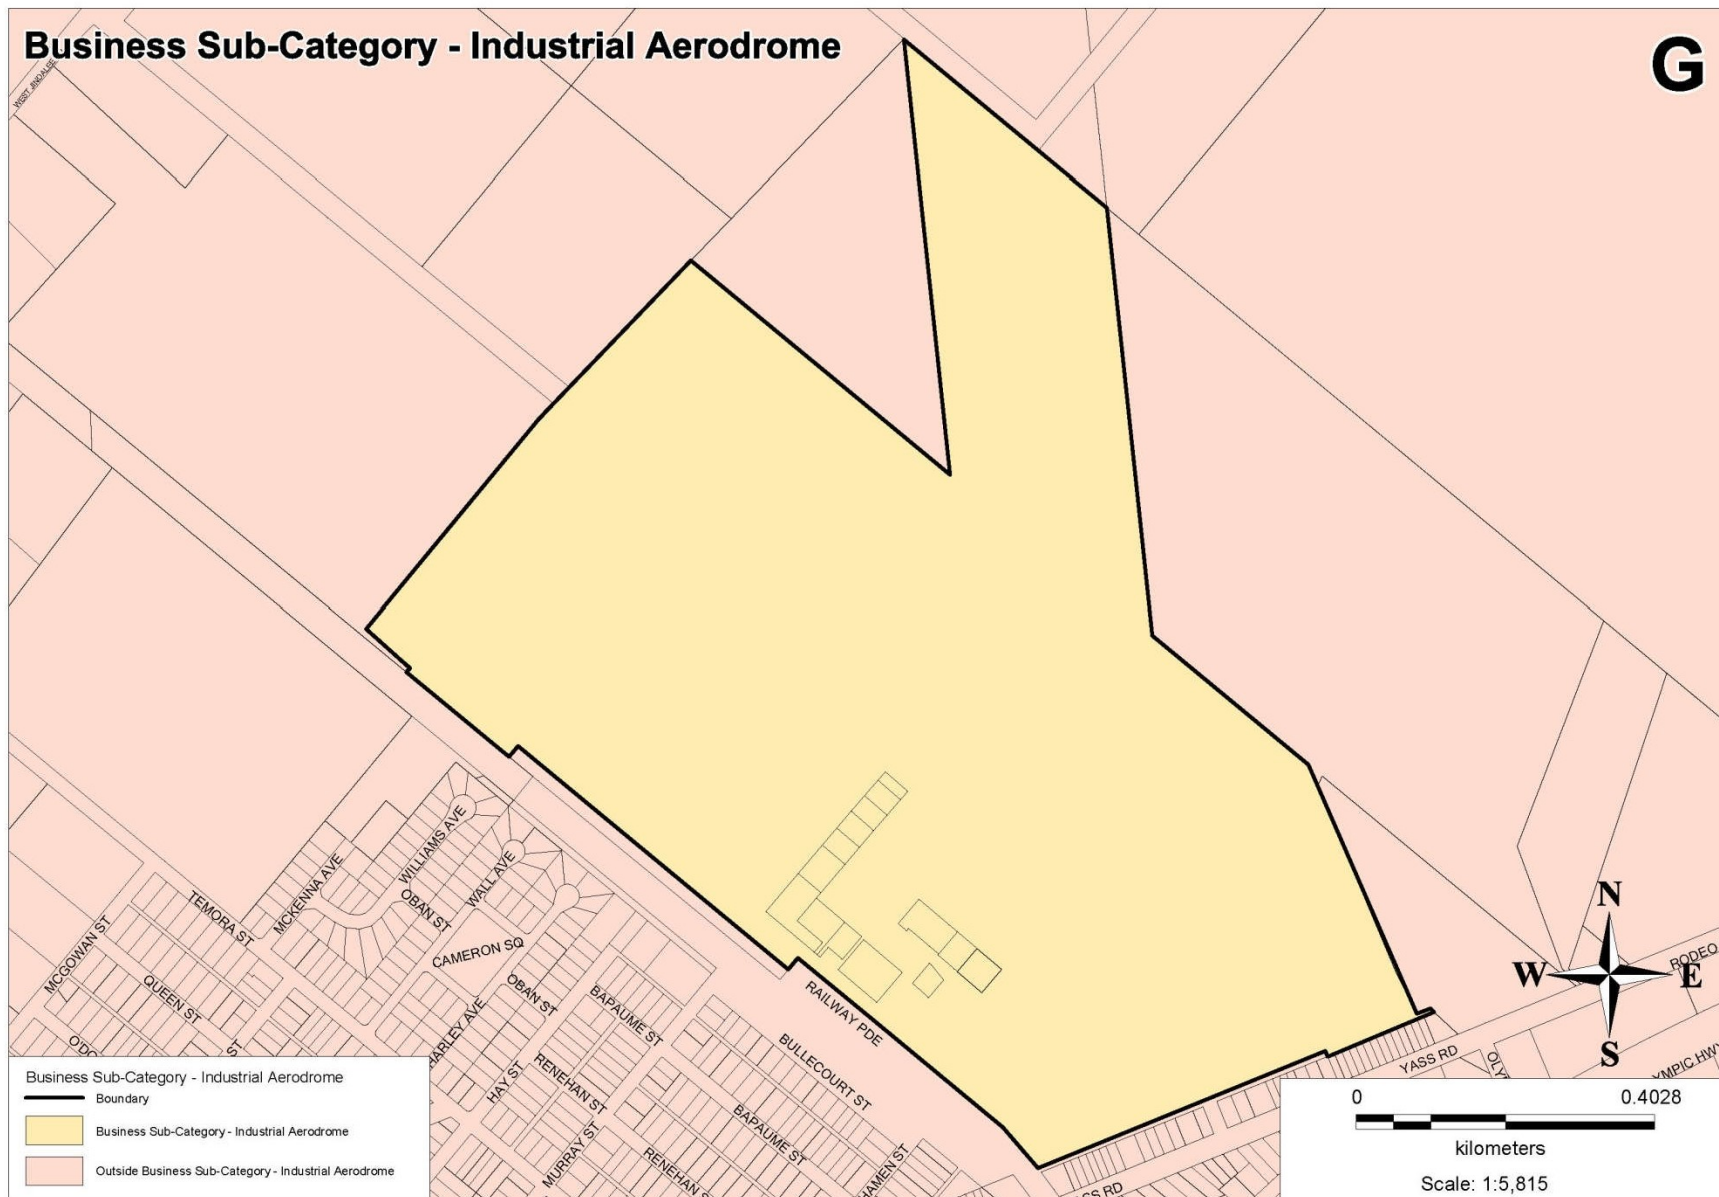 Business Sub-Category - Industrial Aerodrome
G
WEST JINDALEE
MCGOWAN ST
TEMORA ST
MCKENNA AVE
WILLIAMS AVE
OBAN ST
WALL AVE
CAMERON SQ
QUEEN ST
OBAN ST
BAPAUME ST
RAILWAY PDE
BULLECOURT ST
HAY ST
RENEHAN ST
BAPAUME ST
MURRAY ST
RENEHAN S
YASS RD
RODEO
N
W
E
S
Business Sub-Category - Industrial Aerodrome
Boundary
Business Sub-Category - Industrial Aerodrome
Outside Business Sub-Category - Industrial Aerodrome
0 0.4028
kilometers
Scale: 1:5,815